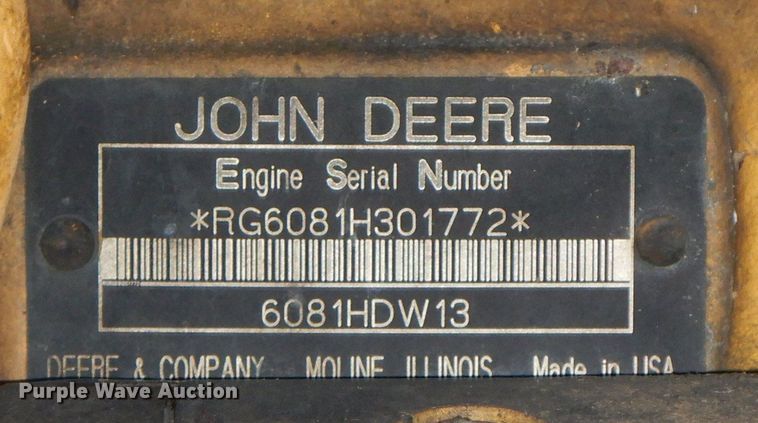 JOHN DEERE
Engine Serial Number
*RG6081H301772*
6081HDW13
DEERE & COMPANY MOLINE, ILLINOIS Made in USA
Purple Wave Auction